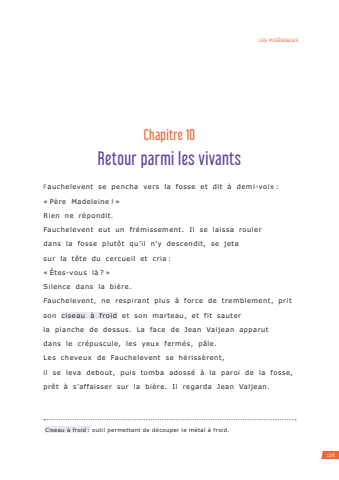 LES MISÉRABLES
Chapitre 10
Retour parmi les vivants
Fauchelevent se pencha vers la fosse et dit à demi-voix :
« Père Madeleine ! »
Rien ne répondit.
Fauchelevent eut un frémissement. Il se laissa rouler
dans la fosse plutôt qu’il n’y descendit, se jeta
sur la tête du cercueil et cria :
« Êtes-vous là ? »
Silence dans la bière.
Fauchelevent, ne respirant plus à force de tremblement, prit
son ciseau à froid et son marteau, et fit sauter
la planche de dessus. La face de Jean Valjean apparut
dans le crépuscule, les yeux fermés, pâle.
Les cheveux de Fauchelevent se hérissèrent,
il se leva debout, puis tomba adossé à la paroi de la fosse,
prêt à s’affaisser sur la bière. Il regarda Jean Valjean.
Ciseau à froid : outil permettant de découper le métal à froid.
125